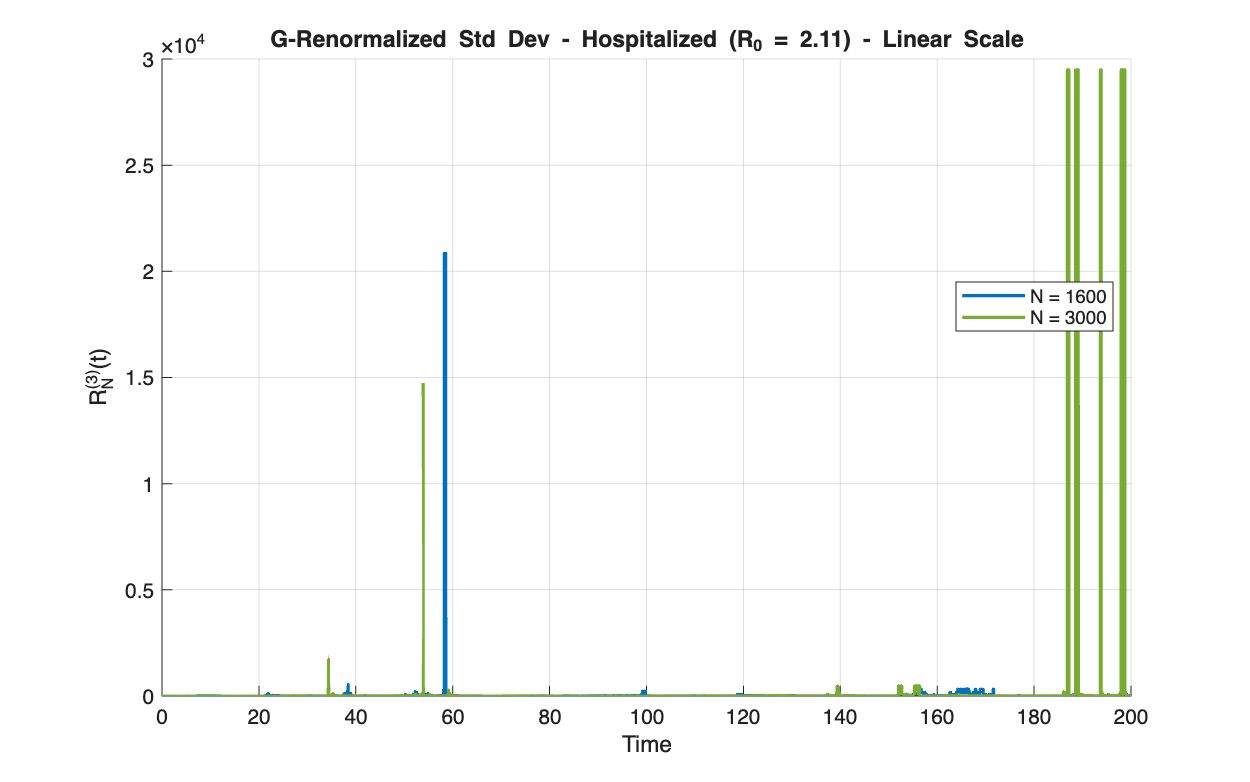 G-Renormalized Std Dev - Hospitalized (R₀ = 2.11) - Linear Scale
×10⁴
3
2.5
2
1.5
1
0.5
0
R_N^(3)(t)
N = 1600
N = 3000
0 20 40 60 80 100 120 140 160 180 200
Time